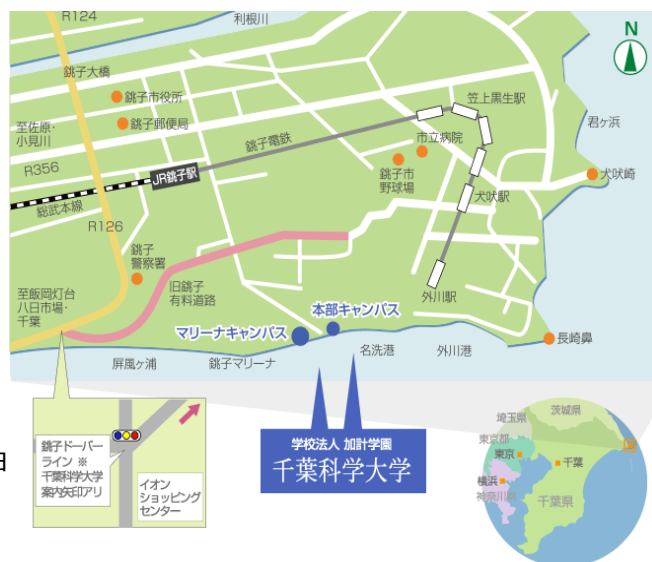 R124
利根川
N
銚子大橋
銚子市役所
笠上黒生駅
銚子郵便局
至佐原・
小見川
君ヶ浜
市立病院
銚子電鉄
R356
銚子市
野球場
犬吠崎
JR銚子駅
犬吠駅
総武本線
R126
銚子
警察署
旧銚子
有料道路
至飯岡灯台
八日市場・
千葉
外川駅
本部キャンパス
マリーナキャンパス
長崎鼻
名洗港
外川港
屏風ヶ浦
銚子マリーナ
銚子ドーバー
ライン ※
千葉科学大学
案内矢印アリ
イオン
ショッピング
センター
学校法人 加計学園
千葉科学大学
茨城県
埼玉県
東京都
東京
千葉
横浜
神奈川県
千葉県